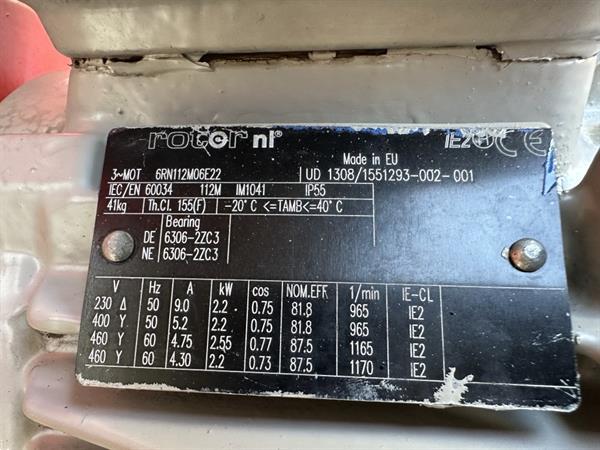 rotor nl®
IE2 CE
Made in EU
3~MOT 6RN112M06E22 UD 1308/1551293-002-001
IEC/EN 60034 112M IM1041 IP55
41kg Th.Cl. 155(F) -20°C <=TAMB<=40°C
Bearing
DE 6306-2ZC3
NE 6306-2ZC3
V Hz A kW cos NOM.EFF 1/min IE-CL
230 Δ 50 9.0 2.2 0.75 81.8 965 IE2
400 Y 50 5.2 2.2 0.75 81.8 965 IE2
460 Y 60 4.75 2.55 0.77 87.5 1165 IE2
460 Y 60 4.30 2.2 0.73 87.5 1170 IE2